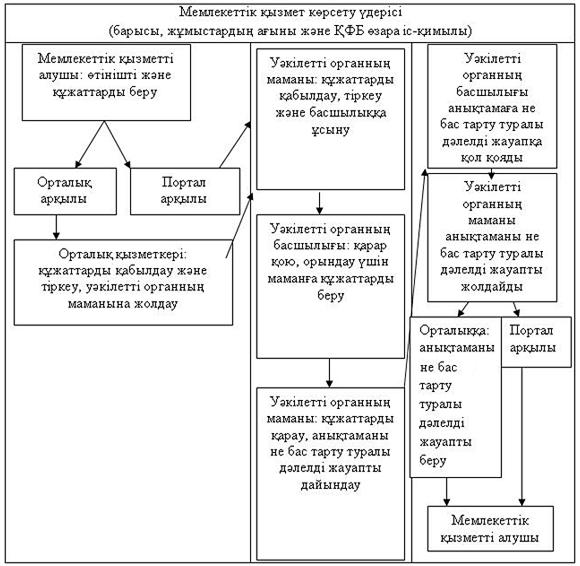 Мемлекеттік қызмет көрсету үдерісі
(барысы, жұмыстардың ағыны және ҚФБ өзара іс-қимылы)
Мемлекеттік қызметті
алушы: өтінішті және
құжаттарды беру
Орталық
арқылы
Портал
арқылы
Орталық қызметкері:
құжаттарды қабылдау және
тіркеу, уәкілетті органның
маманына жолдау
Уәкілетті органның
маманы: құжаттарды
қабылдау, тіркеу
және басшылыққа
ұсыну
Уәкілетті органның
басшылығы: қарар
қою, орындау үшін
маманға құжаттарды
беру
Уәкілетті органның
маманы: құжаттарды
қарау, анықтаманы
не бас тарту туралы
дәлелді жауапты
дайындау
Уәкілетті
органның
басшылығы
анықтамаға не
бас тарту туралы
дәлелді жауапқа
қол қояды
Уәкілетті
органның
маманы
анықтаманы не
бас тарту туралы
дәлелді жауапты
жолдайды
Орталыққа:
анықтаманы
не бас
тарту
туралы
дәлелді
жауапты
беру
Портал
арқылы
Мемлекеттік
қызметті алушы